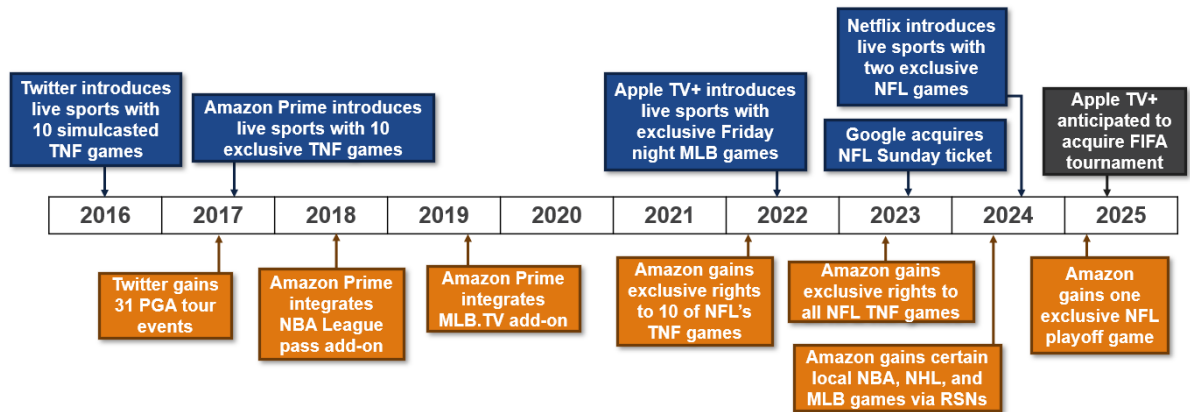 Twitter introduces
live sports with
10 simulcasted
TNF games
Amazon Prime introduces
live sports with 10
exclusive TNF games
Apple TV+ introduces
live sports with
exclusive Friday
night MLB games
Netflix introduces
live sports with
two exclusive
NFL games
Google acquires
NFL Sunday ticket
Apple TV+
anticipated to
acquire FIFA
tournament
2016 2017 2018 2019 2020 2021 2022 2023 2024 2025
Twitter gains
31 PGA tour
events
Amazon Prime
integrates
NBA League
pass add-on
Amazon Prime
integrates
MLB.TV add-on
Amazon gains
exclusive rights
to 10 of NFL's
TNF games
Amazon gains
exclusive rights to
all NFL TNF games
Amazon gains certain
local NBA, NHL, and
MLB games via RSNs
Amazon
gains one
exclusive NFL
playoff game